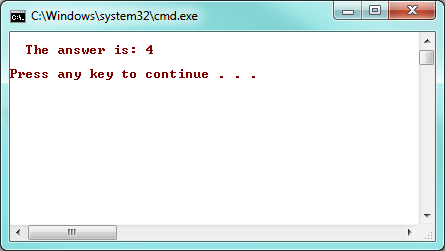 C:\Windows\system32\cmd.exe
The answer is: 4
Press any key to continue . . .